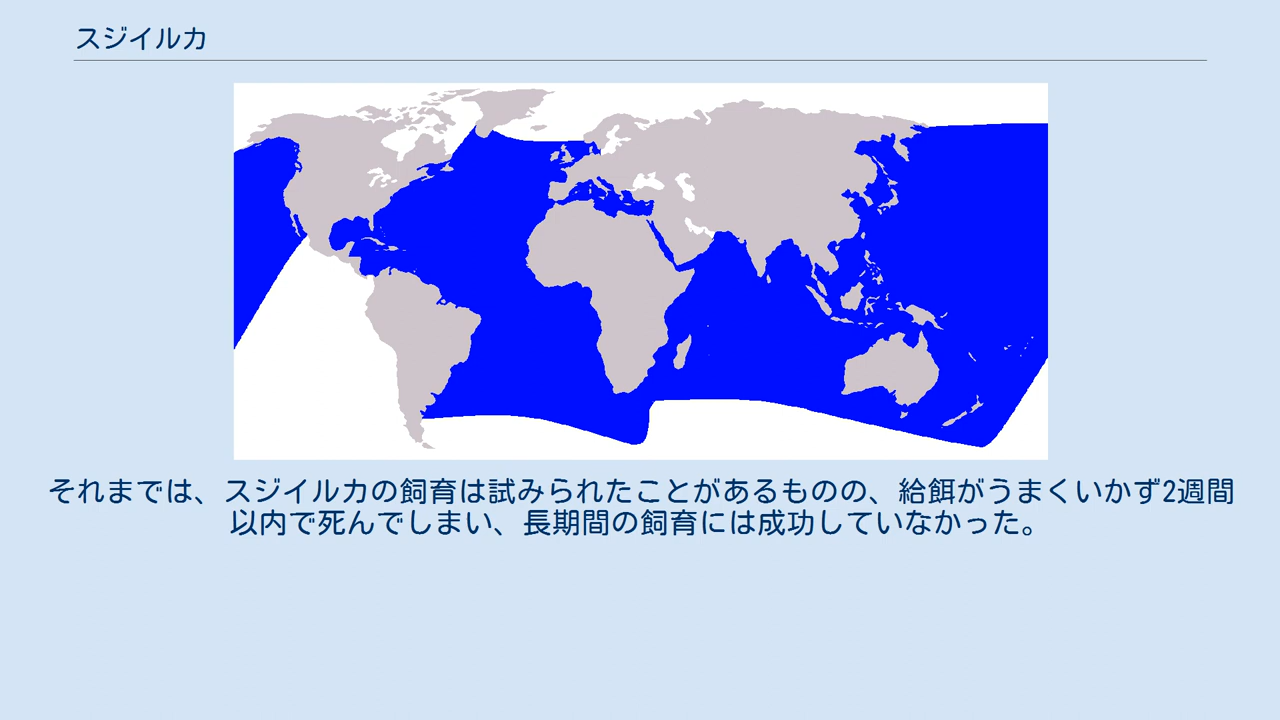 スジイルカ
それまでは、スジイルカの飼育は試みられたことがあるものの、給餌がうまくいかず2週間
以内で死んでしまい、長期間の飼育には成功していなかった。